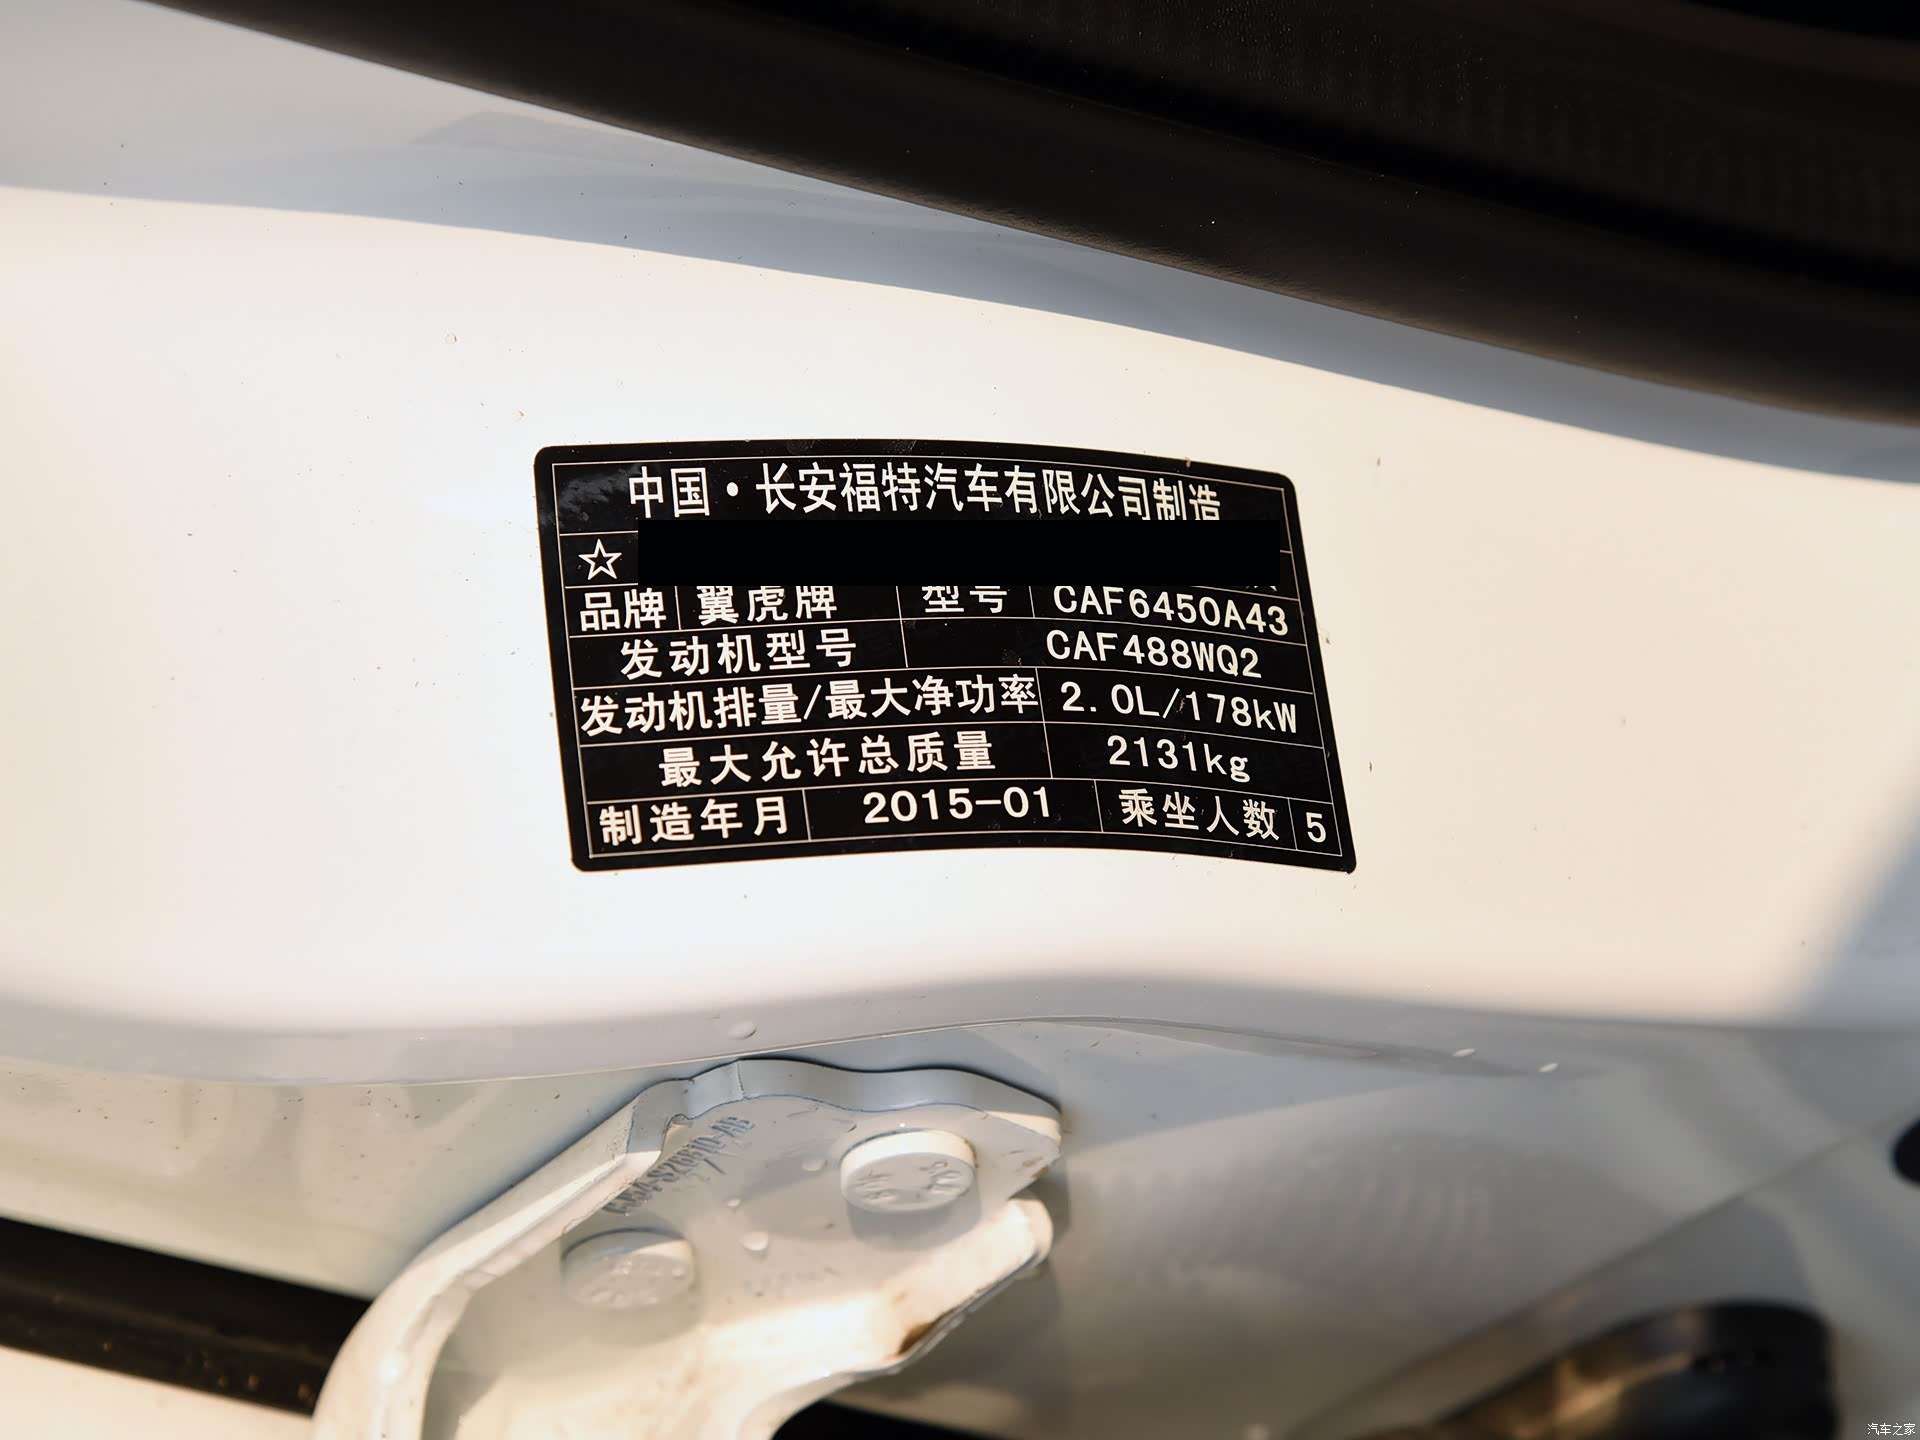 中国·长安福特汽车有限公司制造
☆
品牌 翼虎牌 型号 CAF6450A43
发动机型号 CAF488WQ2
发动机排量/最大净功率 2.0L/178kW
最大允许总质量 2131kg
制造年月 2015-01 乘坐人数 5
汽车之家